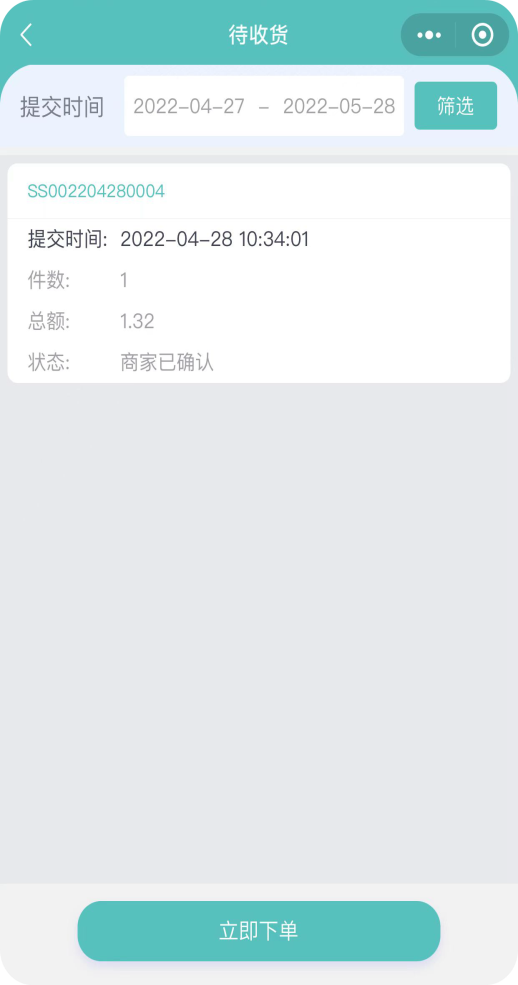 待收货
提交时间 2022-04-27 - 2022-05-28 筛选
SS002204280004
提交时间: 2022-04-28 10:34:01
件数: 1
总额: 1.32
状态: 商家已确认
立即下单